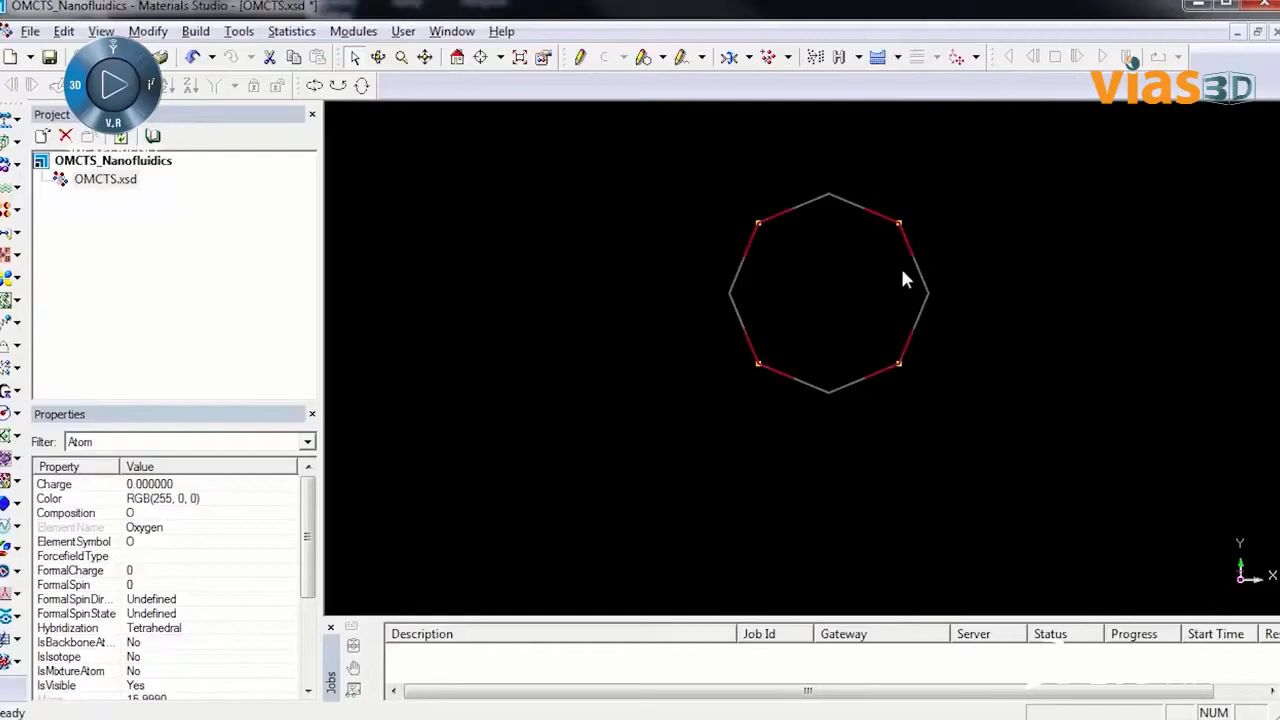 OMCTS_Nanofluidics - Materials Studio - [OMCTS.xsd *]
File Edit View Modify Build Tools Statistics Modules User Window Help
vias3D
Y
3D
V.R
Project
OMCTS_Nanofluidics
OMCTS.xsd
Properties
Filter: Atom
Property Value
Charge 0.000000
Color RGB(255, 0, 0)
Composition O
ElementName Oxygen
ElementSymbol O
ForcefieldType
FormalCharge 0
FormalSpin 0
FormalSpinDir... Undefined
FormalSpinState Undefined
Hybridization Tetrahedral
IsBackboneAt... No
IsIsotope No
IsMixtureAtom No
IsVisible Yes
Y
X
Jobs
Description Job Id Gateway Server Status Progress Start Time Re
eady
NUM